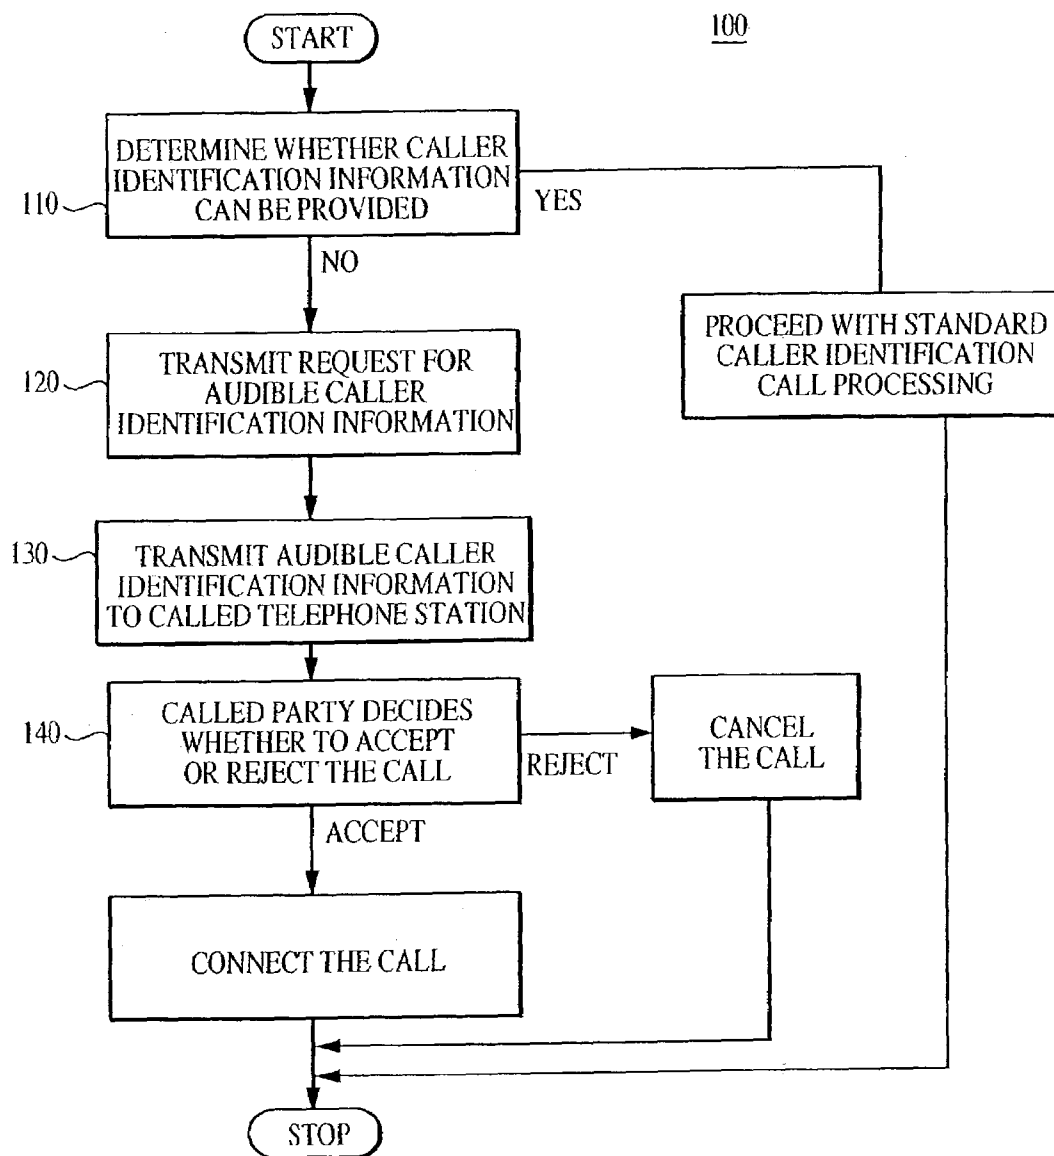 START
100
DETERMINE WHETHER CALLER
IDENTIFICATION INFORMATION
CAN BE PROVIDED
110
YES
NO
PROCEED WITH STANDARD
CALLER IDENTIFICATION
CALL PROCESSING
TRANSMIT REQUEST FOR
AUDIBLE CALLER
IDENTIFICATION INFORMATION
120
TRANSMIT AUDIBLE CALLER
IDENTIFICATION INFORMATION
TO CALLED TELEPHONE STATION
130
CALLED PARTY DECIDES
WHETHER TO ACCEPT
OR REJECT THE CALL
140
REJECT
CANCEL
THE CALL
ACCEPT
CONNECT THE CALL
STOP